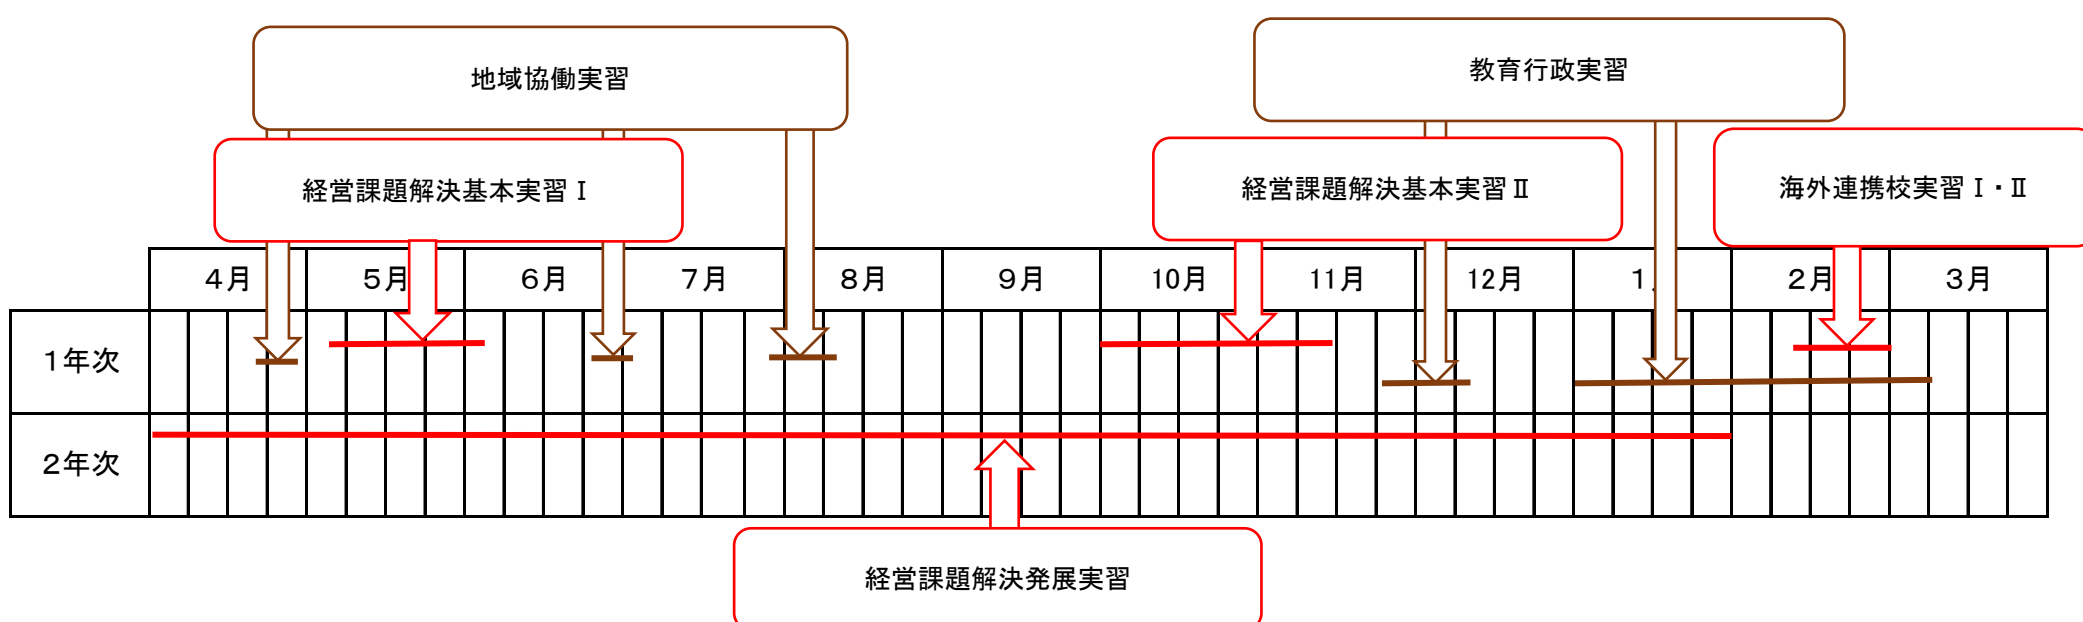 地域協働実習
教育行政実習
経営課題解決基本実習Ⅰ
経営課題解決基本実習Ⅱ
海外連携校実習Ⅰ・Ⅱ
4月 5月 6月 7月 8月 9月 10月 11月 12月 1 2月 3月
1年次
2年次
経営課題解決発展実習